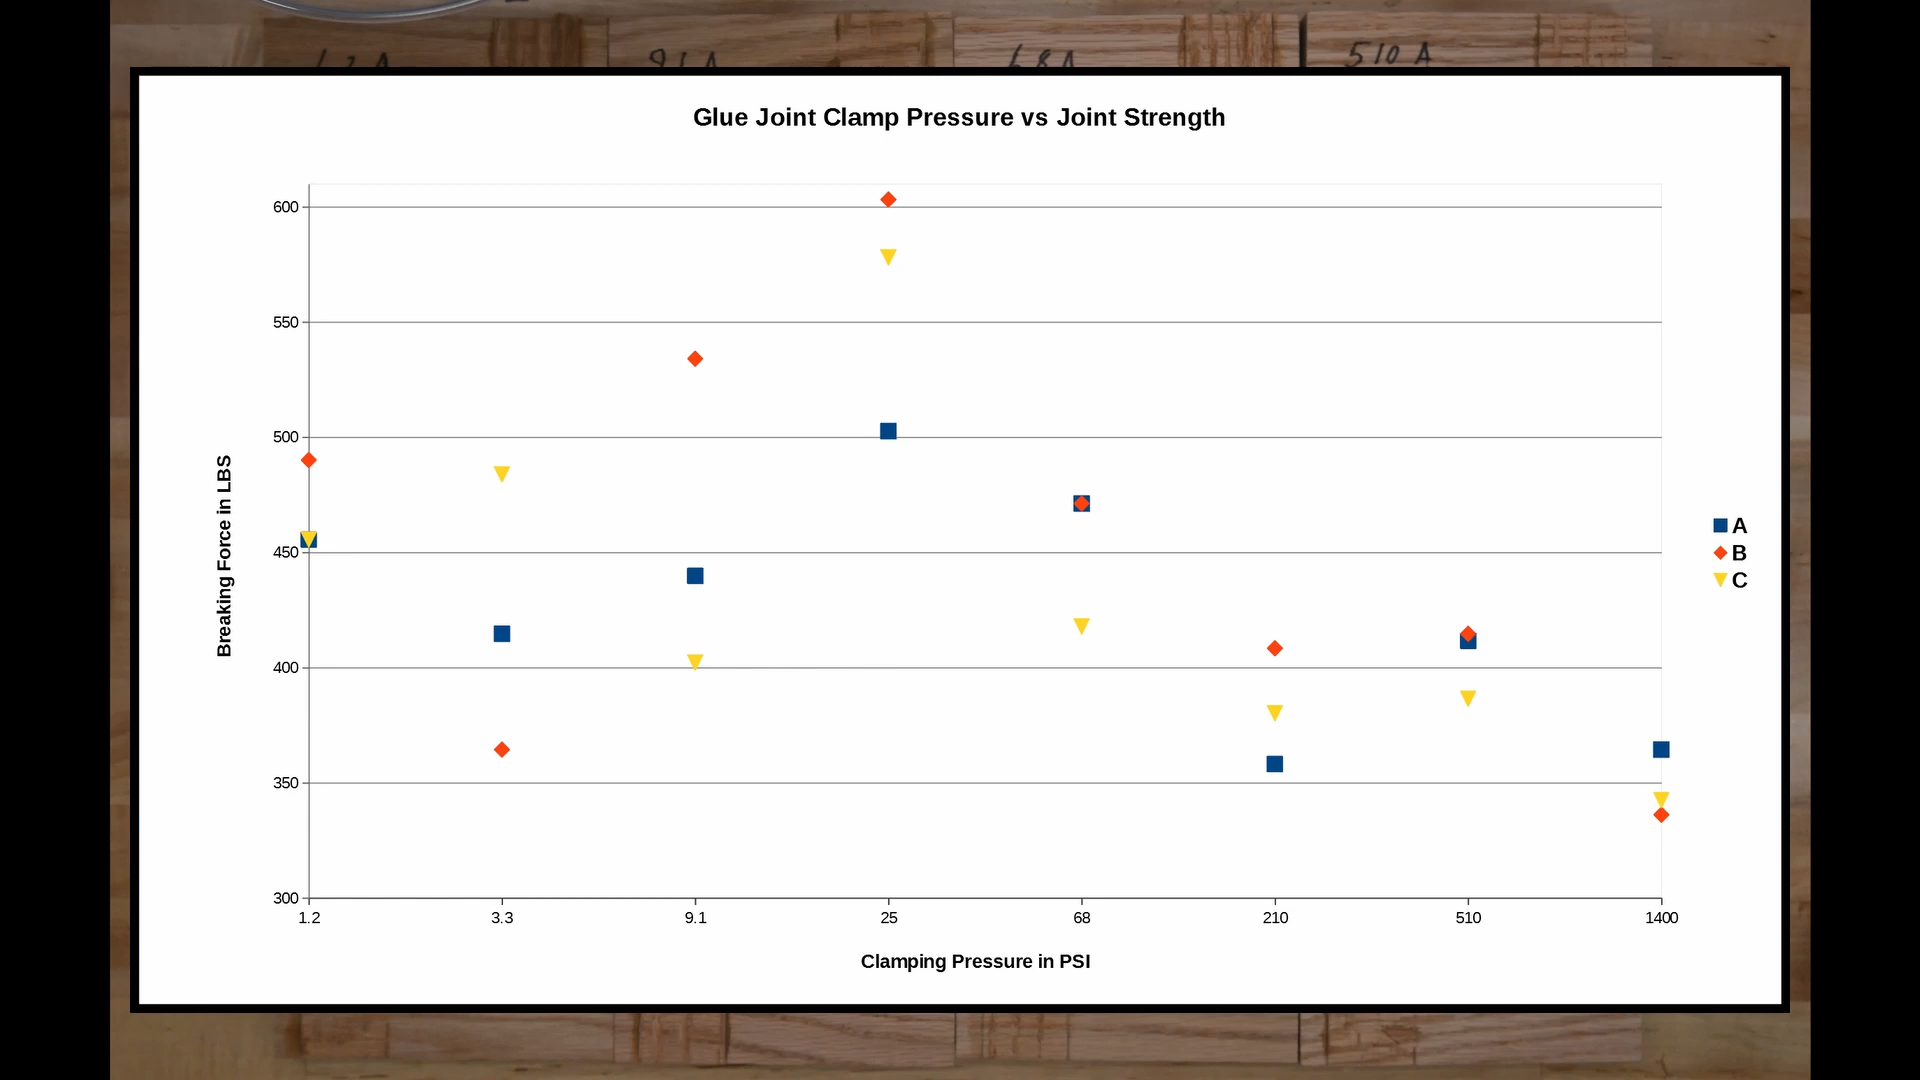 510 A
Glue Joint Clamp Pressure vs Joint Strength
600
550
500
450
400
350
300
Breaking Force in LBS
1.2 3.3 9.1 25 68 210 510 1400
Clamping Pressure in PSI
A
B
C